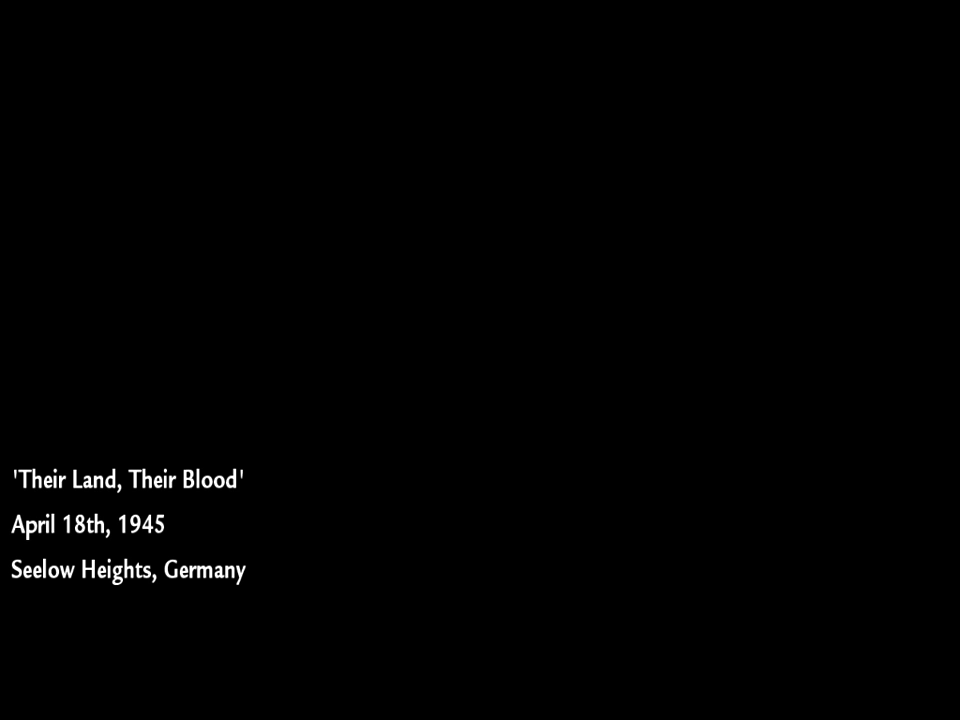 'Their Land, Their Blood'
April 18th, 1945
Seelow Heights, Germany